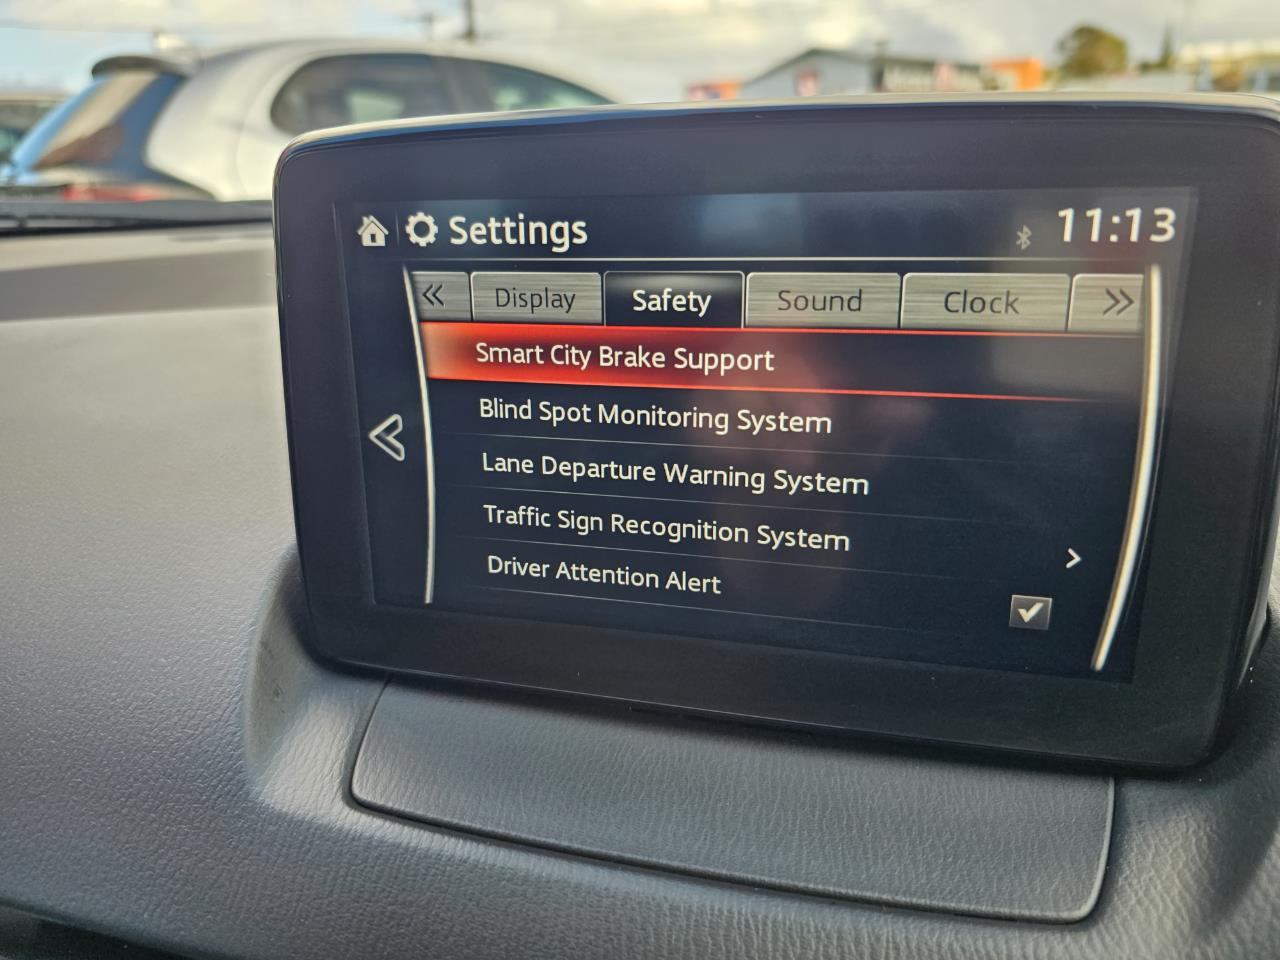 Settings
11:13
Display
Safety
Sound
Clock
Smart City Brake Support
Blind Spot Monitoring System
Lane Departure Warning System
Traffic Sign Recognition System
Driver Attention Alert